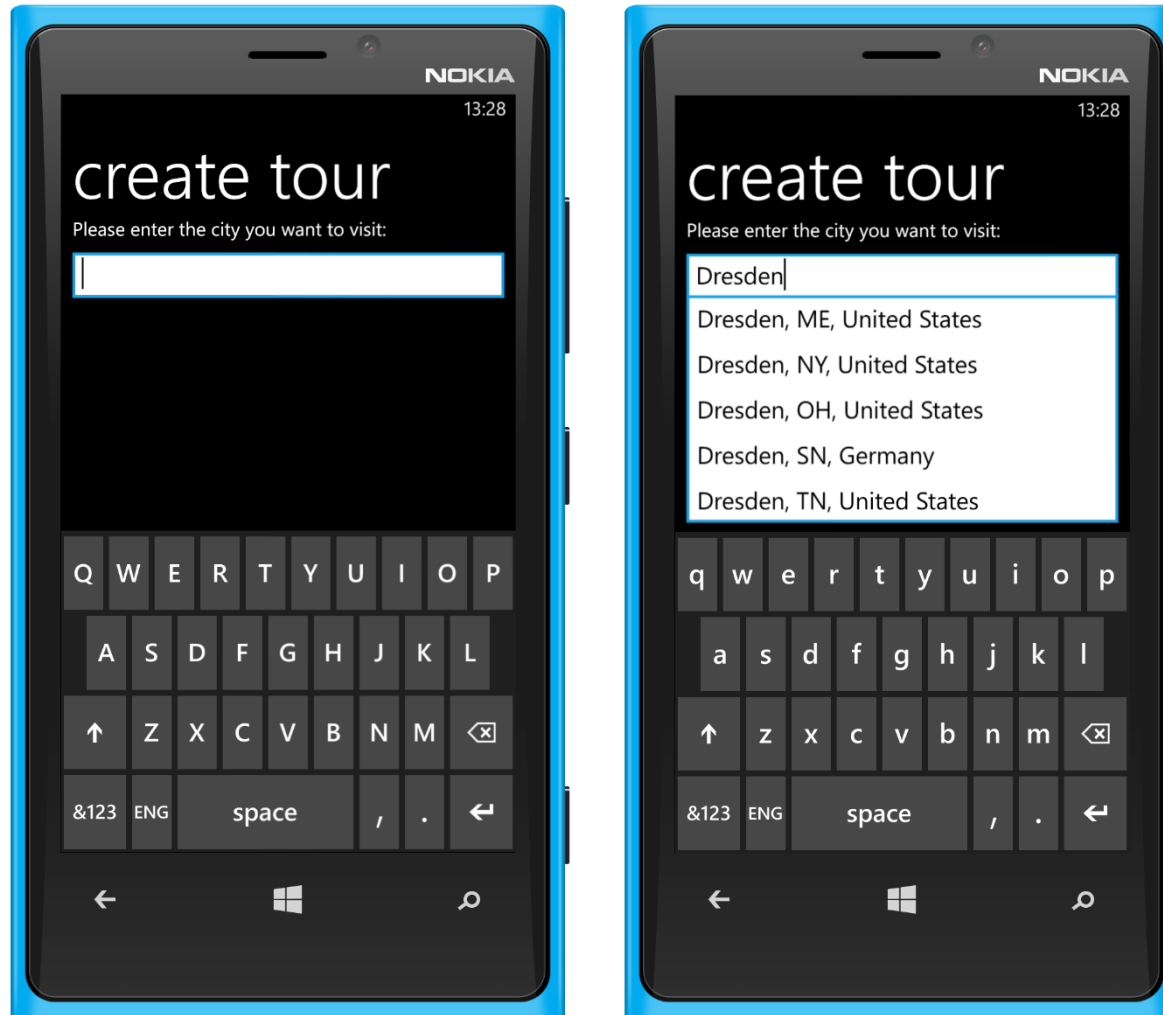 NOKIA
13:28
create tour
Please enter the city you want to visit:
Q W E R T Y U I O P
A S D F G H J K L
Z X C V B N M
&123 ENG space , .
NOKIA
13:28
create tour
Please enter the city you want to visit:
Dresden
Dresden, ME, United States
Dresden, NY, United States
Dresden, OH, United States
Dresden, SN, Germany
Dresden, TN, United States
q w e r t y u i o p
a s d f g h j k l
z x c v b n m
&123 ENG space , .